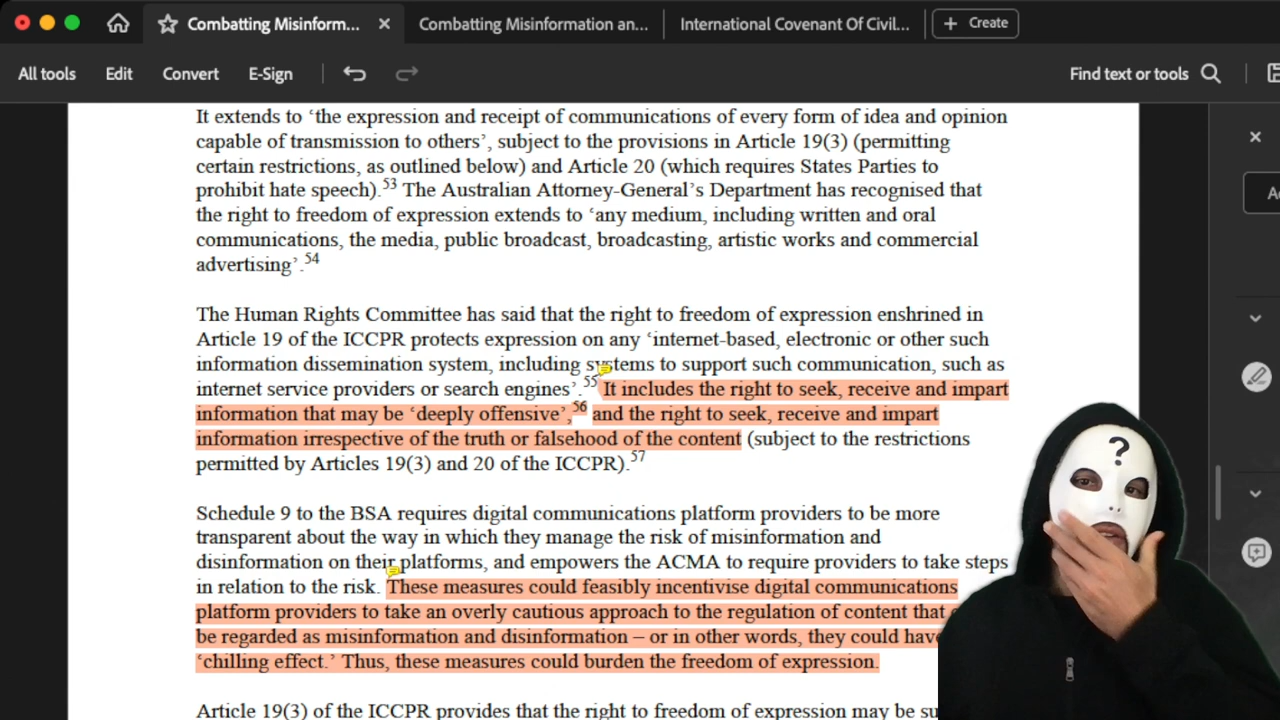 Combatting Misinform...
Combatting Misinformation an...
International Covenant Of Civil...
+ Create
All tools
Edit
Convert
E-Sign
Find text or tools
It extends to ‘the expression and receipt of communications of every form of idea and opinion
capable of transmission to others’, subject to the provisions in Article 19(3) (permitting
certain restrictions, as outlined below) and Article 20 (which requires States Parties to
prohibit hate speech).53 The Australian Attorney-General’s Department has recognised that
the right to freedom of expression extends to ‘any medium, including written and oral
communications, the media, public broadcast, broadcasting, artistic works and commercial
advertising’.54
The Human Rights Committee has said that the right to freedom of expression enshrined in
Article 19 of the ICCPR protects expression on any ‘internet-based, electronic or other such
information dissemination system, including systems to support such communication, such as
internet service providers or search engines’.55 It includes the right to seek, receive and impart
information that may be ‘deeply offensive’,56 and the right to seek, receive and impart
information irrespective of the truth or falsehood of the content (subject to the restrictions
permitted by Articles 19(3) and 20 of the ICCPR).57
Schedule 9 to the BSA requires digital communications platform providers to be more
transparent about the way in which they manage the risk of misinformation and
disinformation on their platforms, and empowers the ACMA to require providers to take steps
in relation to the risk. These measures could feasibly incentivise digital communications
platform providers to take an overly cautious approach to the regulation of content that
be regarded as misinformation and disinformation – or in other words, they could have
‘chilling effect.’ Thus, these measures could burden the freedom of expression.
Article 19(3) of the ICCPR provides that the right to freedom of expression may be
?